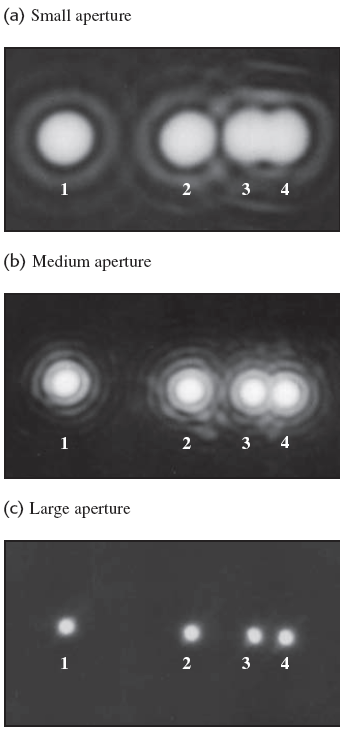 (a) Small aperture
1 2 3 4
(b) Medium aperture
1 2 3 4
(c) Large aperture
1 2 3 4